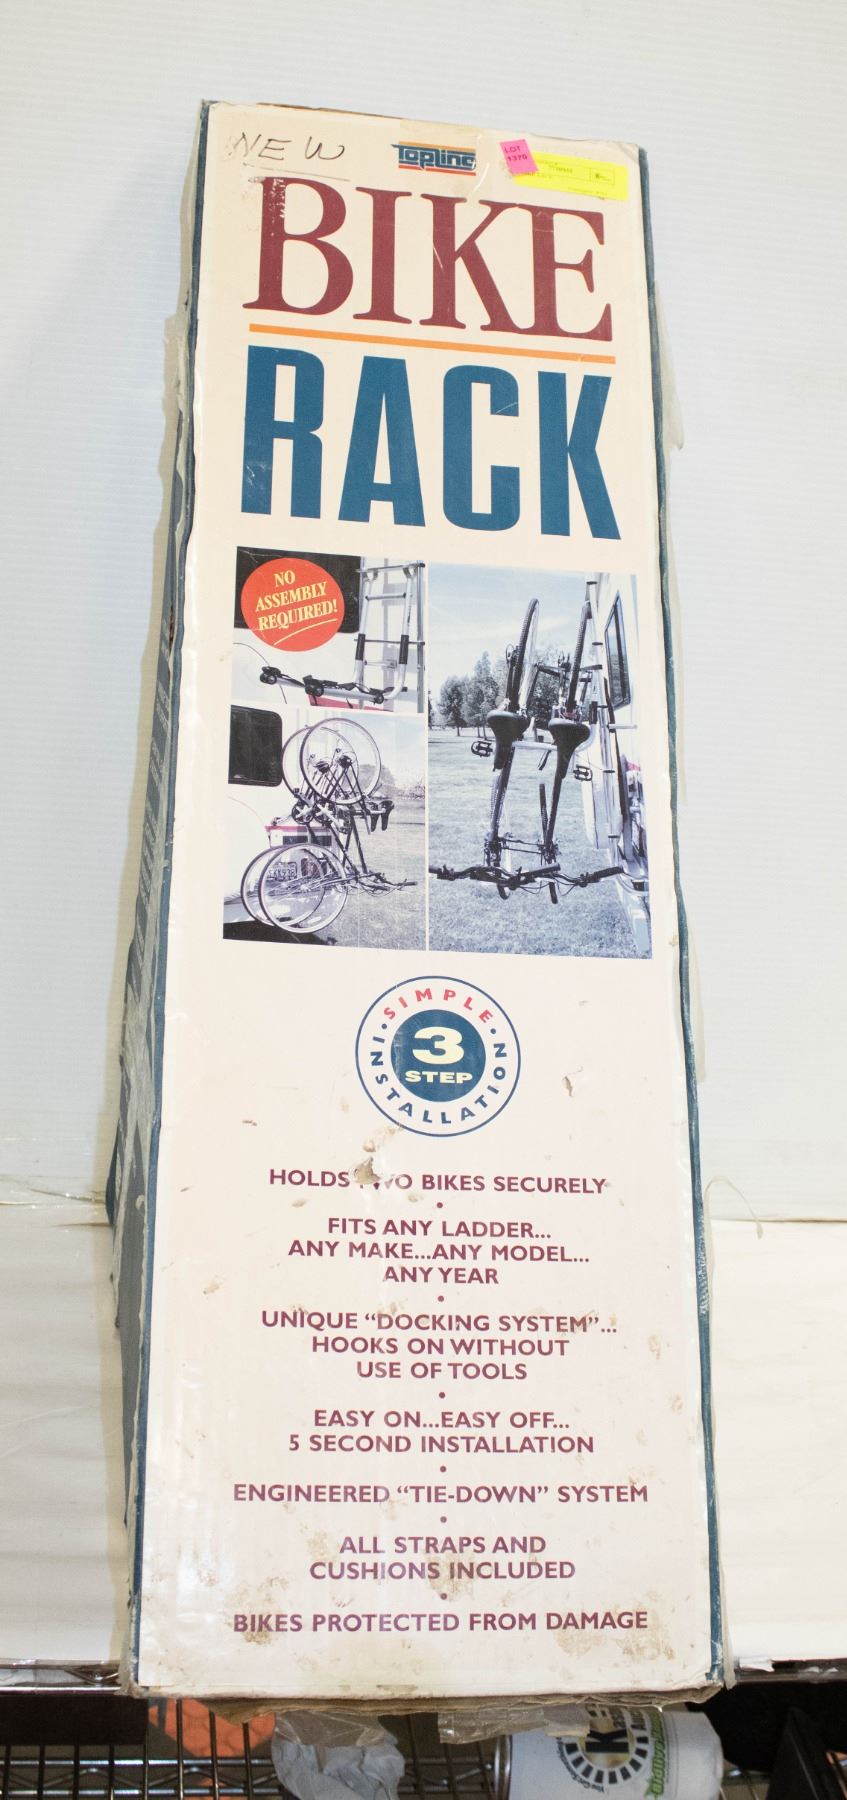 NEW
Topline
LOT
1370
BIKE
RACK
NO
ASSEMBLY
REQUIRED!
SIMPLE
3
STEP
INSTALLATION
HOLDS TWO BIKES SECURELY
•
FITS ANY LADDER...
ANY MAKE...ANY MODEL...
ANY YEAR
•
UNIQUE “DOCKING SYSTEM”...
HOOKS ON WITHOUT
USE OF TOOLS
•
EASY ON...EASY OFF...
5 SECOND INSTALLATION
•
ENGINEERED “TIE-DOWN” SYSTEM
•
ALL STRAPS AND
CUSHIONS INCLUDED
•
BIKES PROTECTED FROM DAMAGE